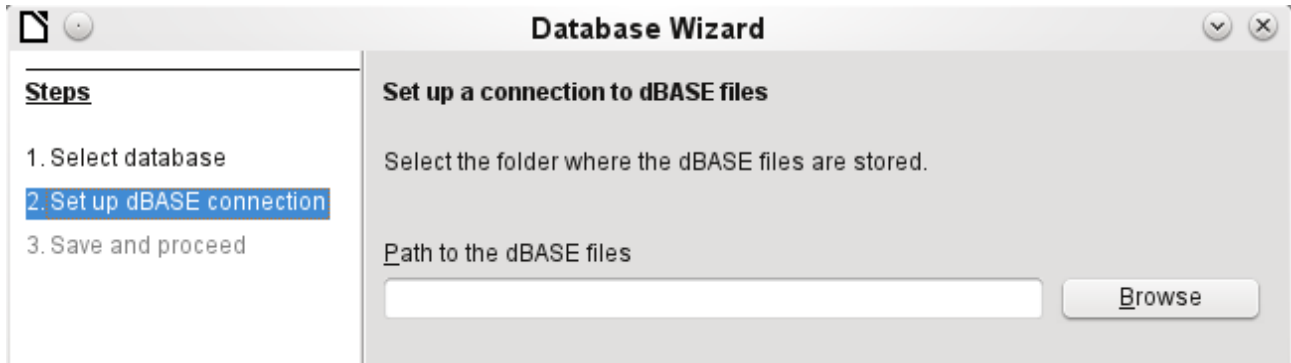 Database Wizard
Steps
1. Select database
2. Set up dBASE connection
3. Save and proceed
Set up a connection to dBASE files
Select the folder where the dBASE files are stored.
Path to the dBASE files
Browse